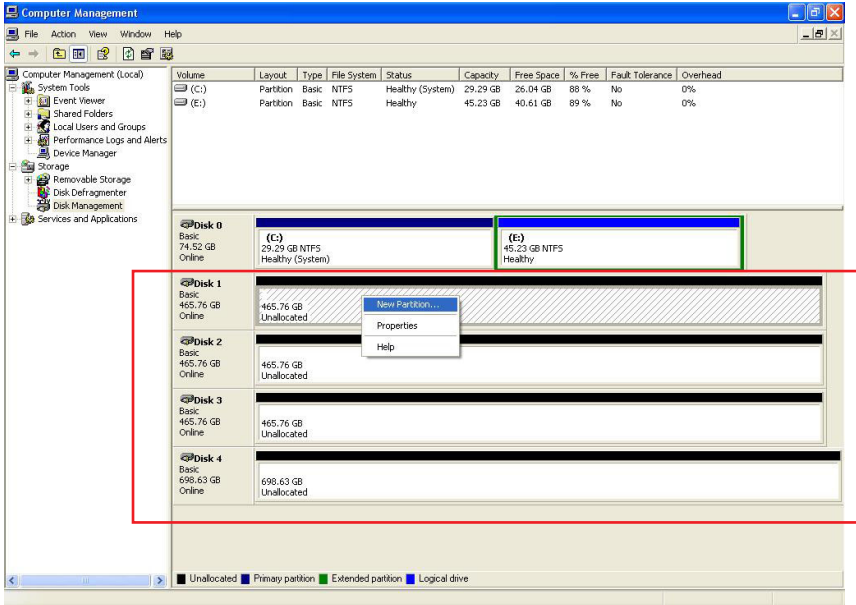 Computer Management
File Action View Window Help
Computer Management (Local)
System Tools
Event Viewer
Shared Folders
Local Users and Groups
Performance Logs and Alerts
Device Manager
Storage
Removable Storage
Disk Defragmenter
Disk Management
Services and Applications
Volume Layout Type File System Status Capacity Free Space % Free Fault Tolerance Overhead
(C:) Partition Basic NTFS Healthy (System) 29.29 GB 26.04 GB 88 % No 0%
(E:) Partition Basic NTFS Healthy 45.23 GB 40.61 GB 89 % No 0%
Disk 0
Basic
74.52 GB
Online
(C:)
29.29 GB NTFS
Healthy (System)
(E:)
45.23 GB NTFS
Healthy
Disk 1
Basic
465.76 GB
Online
465.76 GB
Unallocated
New Partition...
Properties
Help
Disk 2
Basic
465.76 GB
Online
465.76 GB
Unallocated
Disk 3
Basic
465.76 GB
Online
465.76 GB
Unallocated
Disk 4
Basic
698.63 GB
Online
698.63 GB
Unallocated
Unallocated Primary partition Extended partition Logical drive